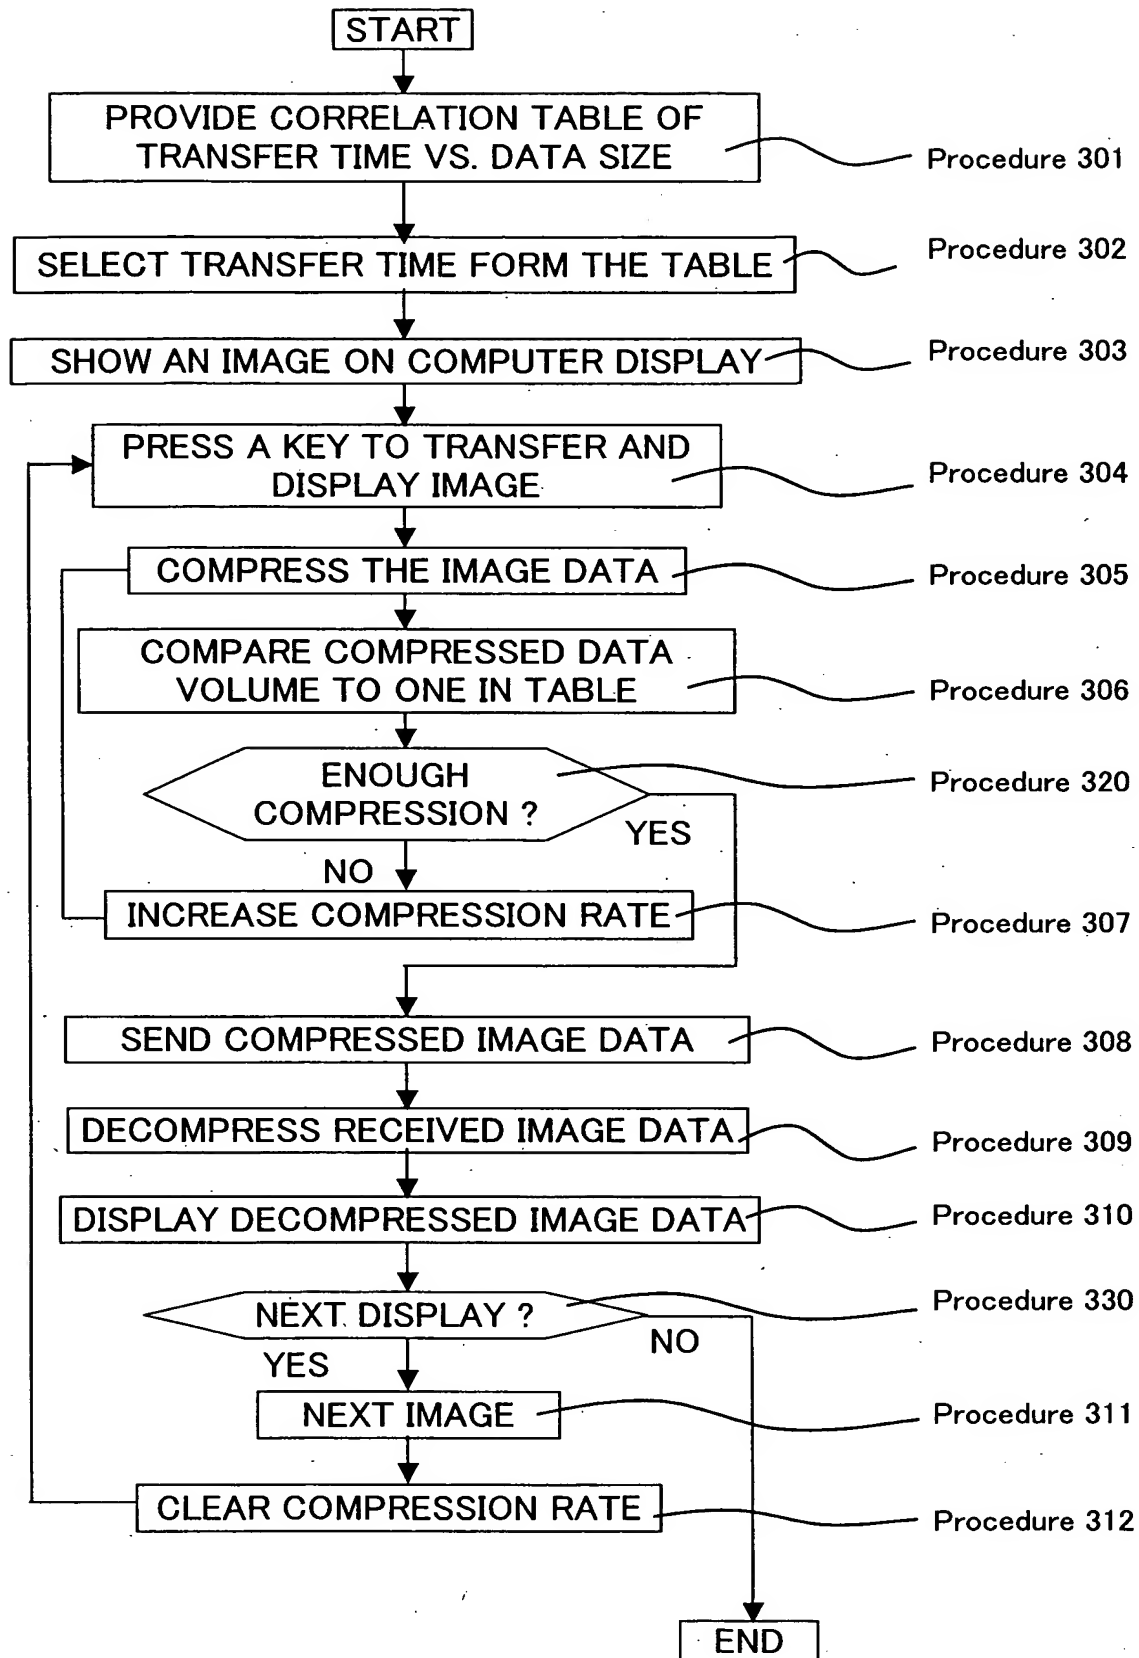 START
PROVIDE CORRELATION TABLE OF
TRANSFER TIME VS. DATA SIZE
Procedure 301
SELECT TRANSFER TIME FORM THE TABLE
Procedure 302
SHOW AN IMAGE ON COMPUTER DISPLAY
Procedure 303
PRESS A KEY TO TRANSFER AND
DISPLAY IMAGE
Procedure 304
COMPRESS THE IMAGE DATA
Procedure 305
COMPARE COMPRESSED DATA
VOLUME TO ONE IN TABLE
Procedure 306
ENOUGH
COMPRESSION ?
Procedure 320
YES
NO
INCREASE COMPRESSION RATE
Procedure 307
SEND COMPRESSED IMAGE DATA
Procedure 308
DECOMPRESS RECEIVED IMAGE DATA
Procedure 309
DISPLAY DECOMPRESSED IMAGE DATA
Procedure 310
NEXT DISPLAY ?
Procedure 330
NO
YES
NEXT IMAGE
Procedure 311
CLEAR COMPRESSION RATE
Procedure 312
END